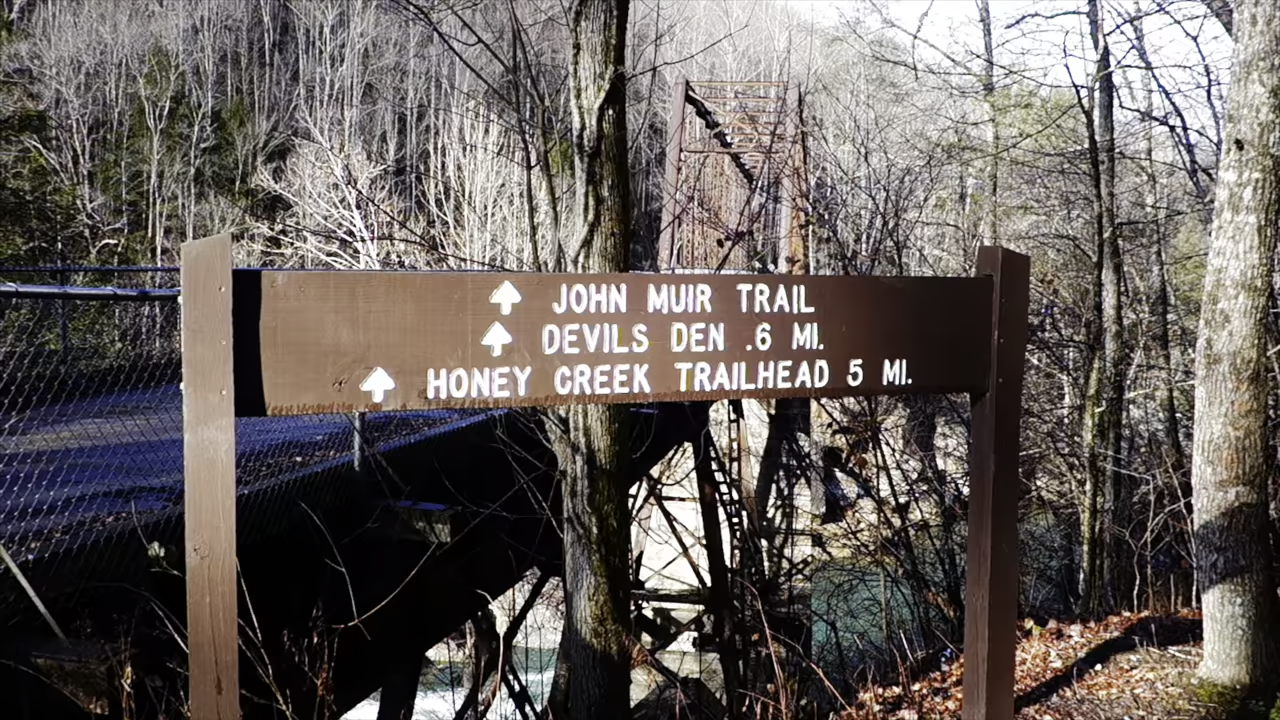 JOHN MUIR TRAIL
DEVILS DEN .6 MI.
HONEY CREEK TRAILHEAD 5 MI.